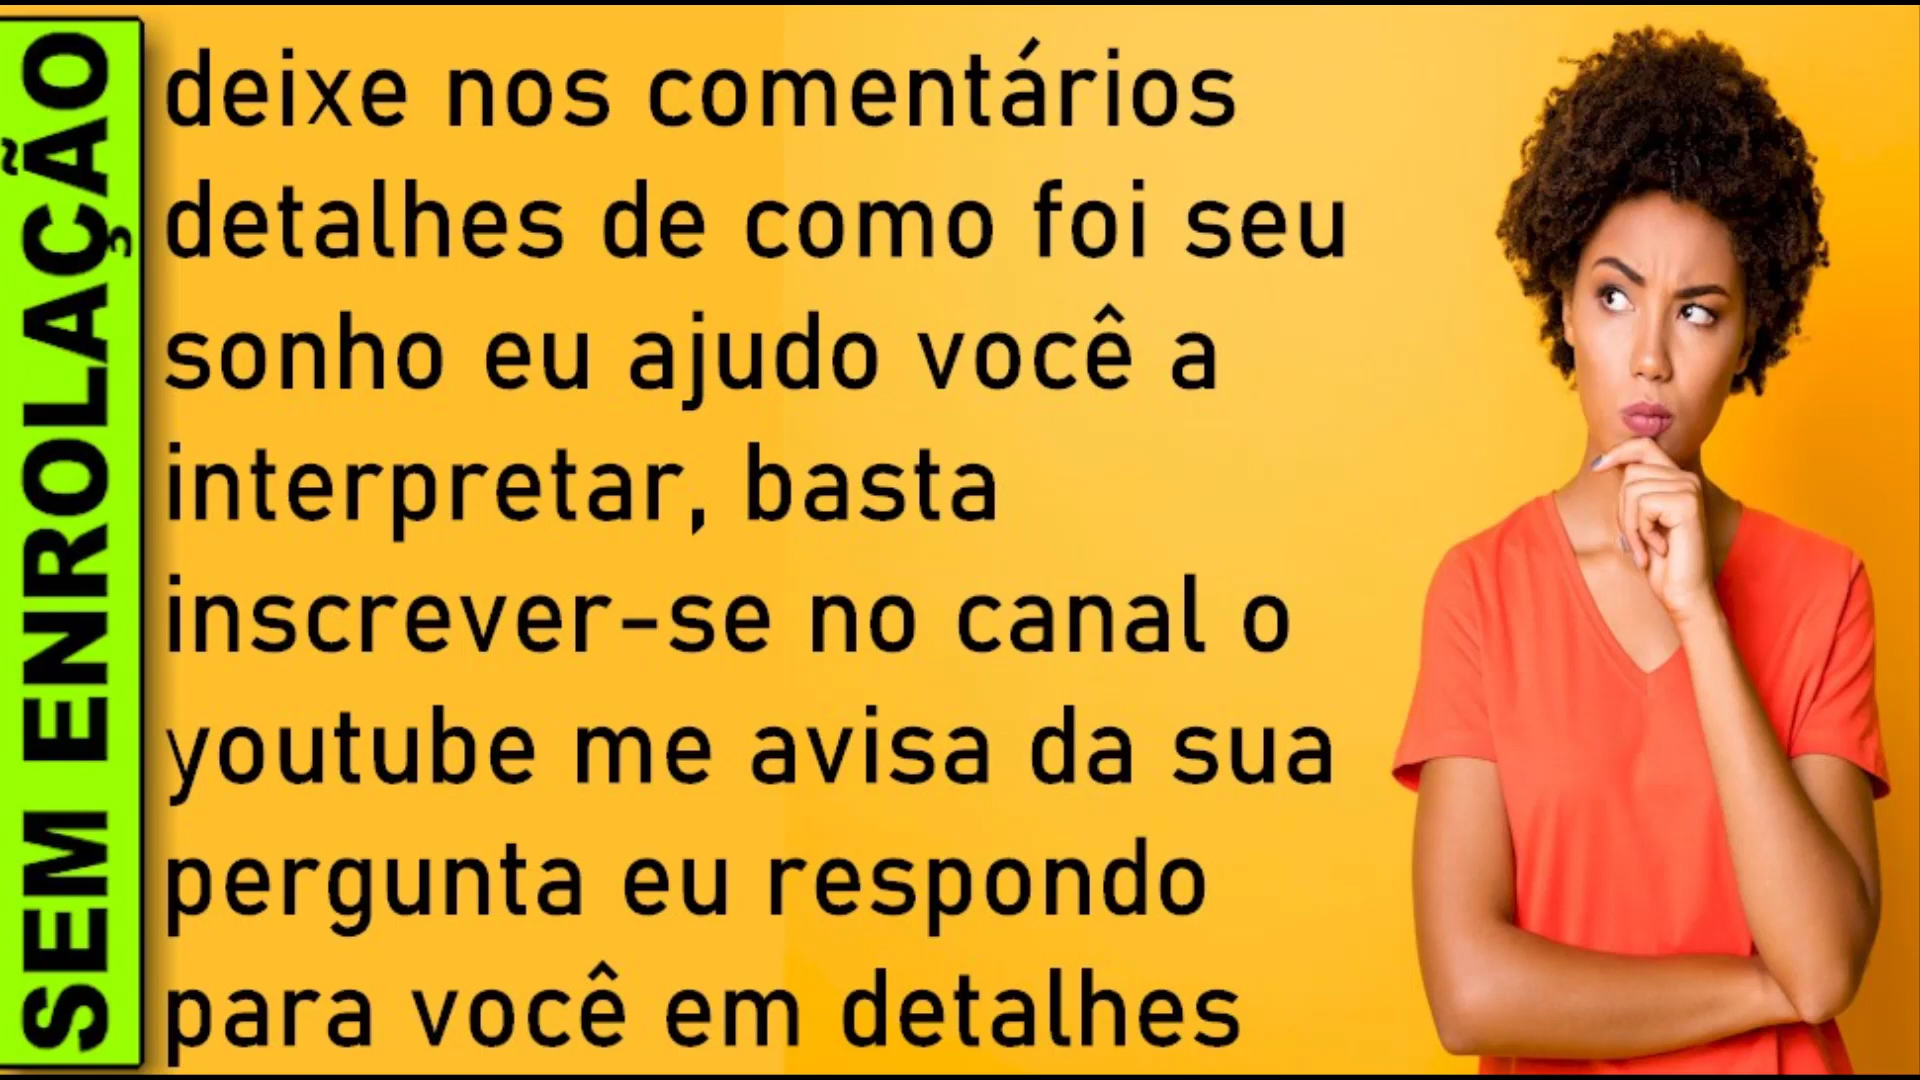 SEM ENROLAÇÃO
deixe nos comentários
detalhes de como foi seu
sonho eu ajudo você a
interpretar, basta
inscrever-se no canal o
youtube me avisa da sua
pergunta eu respondo
para você em detalhes